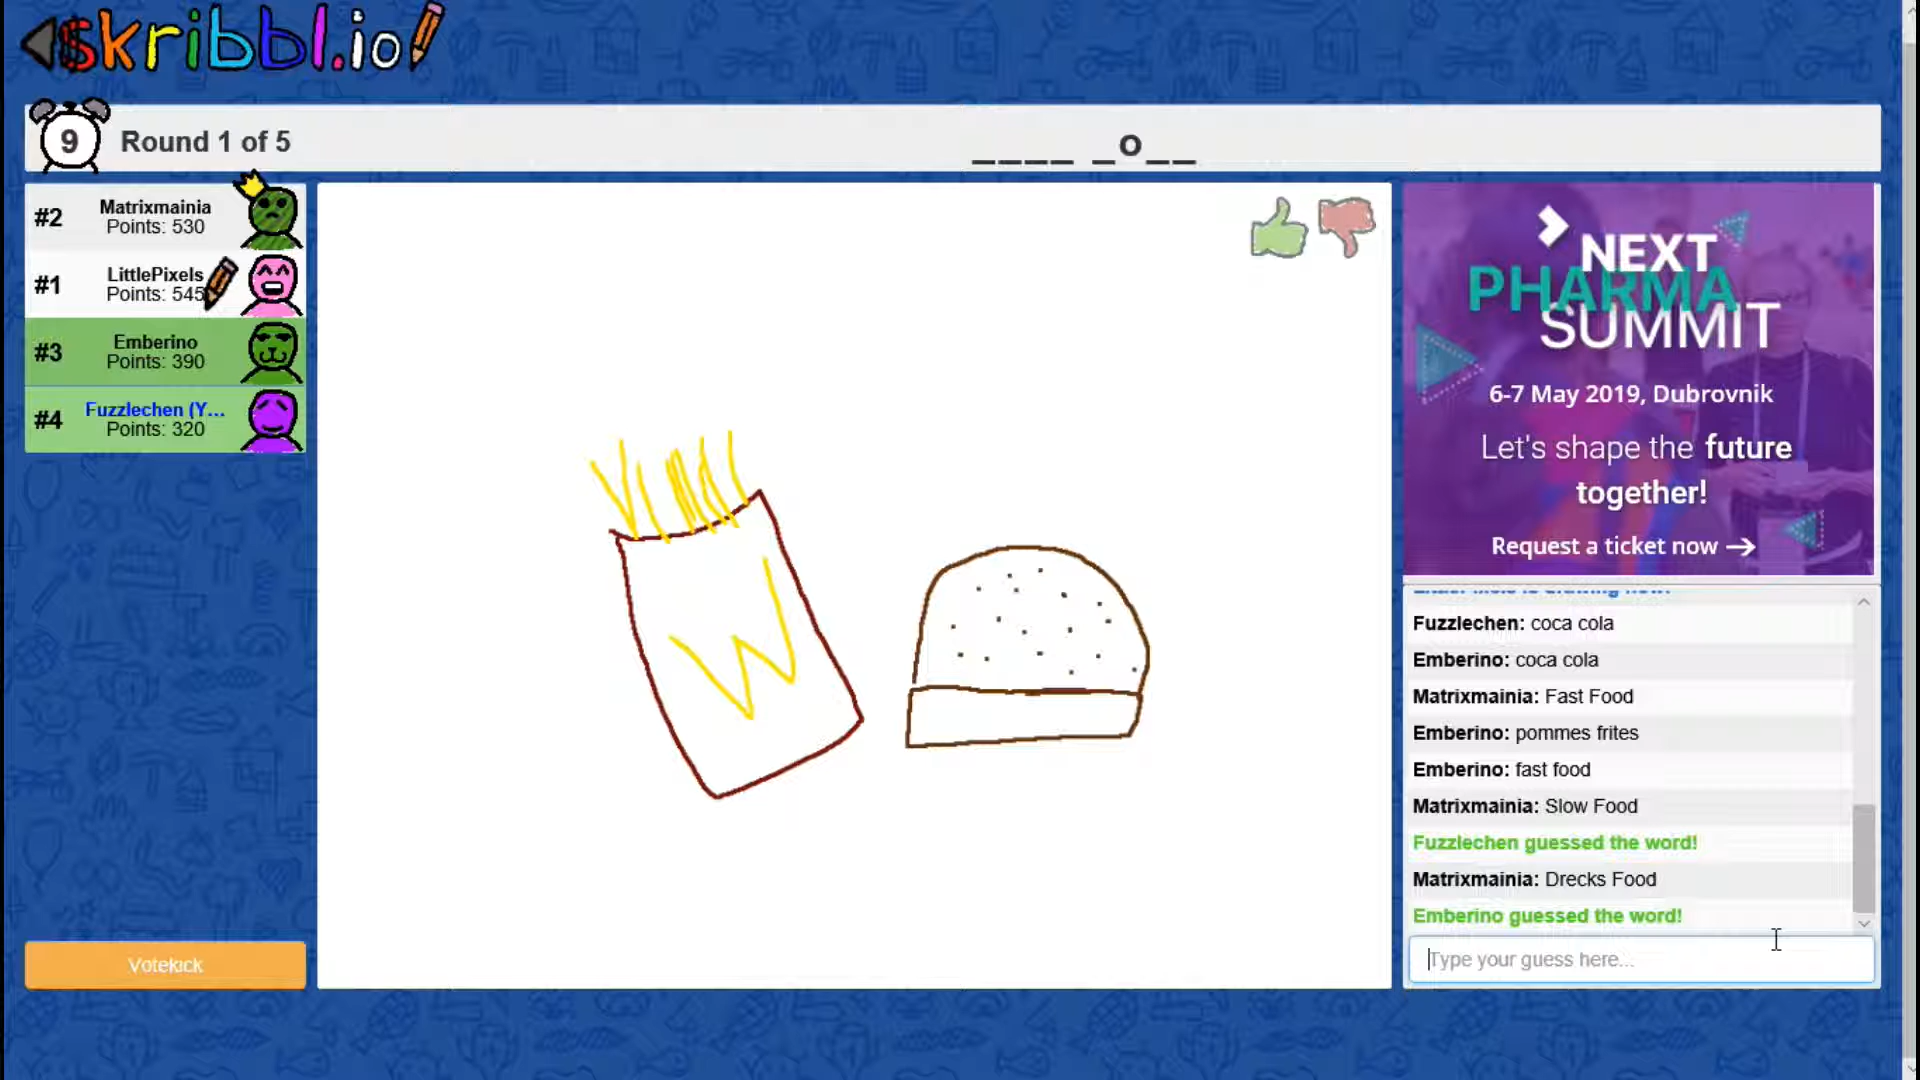 skribbl.io
9
Round 1 of 5
____ _o__
#2
Matrixmainia
Points: 530
#1
LittlePixels
Points: 545
#3
Emberino
Points: 390
#4
Fuzzlechen (Y...
Points: 320
Votekick
W
NEXT
PHARMA
SUMMIT
6-7 May 2019, Dubrovnik
Let's shape the future
together!
Request a ticket now
Fuzzlechen: coca cola
Emberino: coca cola
Matrixmainia: Fast Food
Emberino: pommes frites
Emberino: fast food
Matrixmainia: Slow Food
Fuzzlechen guessed the word!
Matrixmainia: Drecks Food
Emberino guessed the word!
Type your guess here...